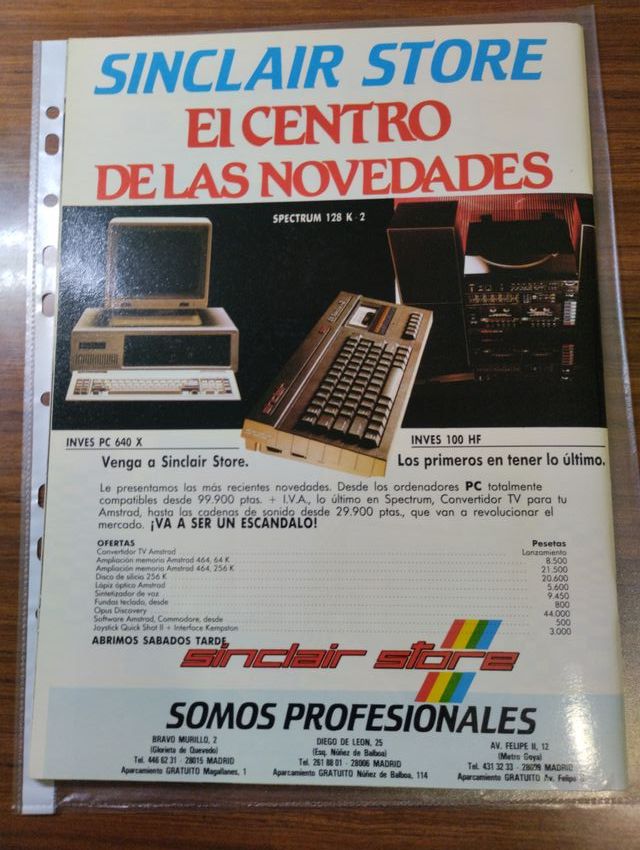 SINCLAIR STORE
El CENTRO
DE LAS NOVEDADES
SPECTRUM 128 K - 2
sinclair
INVES PC 640 X
INVES 100 HF
Venga a Sinclair Store.
Los primeros en tener lo último.
Le presentamos las más recientes novedades. Desde los ordenadores PC totalmente
compatibles desde 99.900 ptas. + I.V.A., lo último en Spectrum, Convertidor TV para tu
Amstrad, hasta las cadenas de sonido desde 29.900 ptas., que van a revolucionar el
mercado. ¡VA A SER UN ESCANDALO!
OFERTAS Pesetas
Convertidor TV Amstrad Lanzamiento
Ampliación memoria Amstrad 464, 64 K 8.500
Ampliación memoria Amstrad 464, 256 K 21.500
Disco de silicio 256 K 20.600
Lápiz óptico Amstrad 5.600
Sintetizador de voz 9.450
Fundas teclado, desde 800
Opus Discovery 44.000
Software Amstrad, Commodore, desde 500
Joystick Quick Shot II + Interface Kempston 3.000
ABRIMOS SABADOS TARDE
sinclair store
SOMOS PROFESIONALES
BRAVO MURILLO, 2
(Glorieta de Quevedo)
Tel. 446 62 31 - 28015 MADRID
Aparcamiento GRATUITO Magallanes, 1
DIEGO DE LEON, 25
(Esq. Núñez de Balboa)
Tel. 261 88 01 - 28006 MADRID
Aparcamiento GRATUITO Núñez de Balboa, 114
AV. FELIPE II, 12
(Metro Goya)
Tel. 431 32 33 - 28009 MADRID
Aparcamiento GRATUITO Av. Felipe